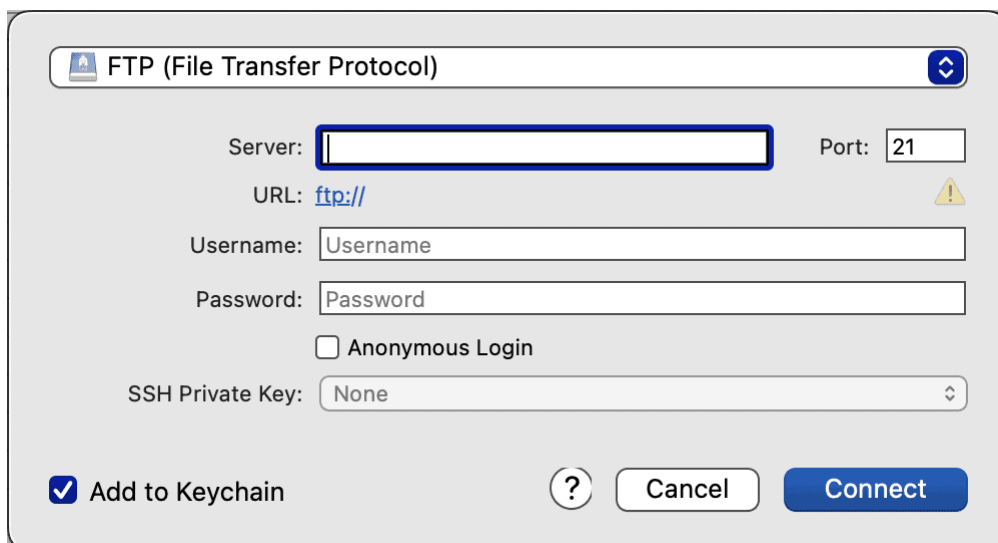 FTP (File Transfer Protocol)
Server: Port: 21
URL: ftp://
Username: Username
Password: Password
Anonymous Login
SSH Private Key: None
Add to Keychain ? Cancel Connect